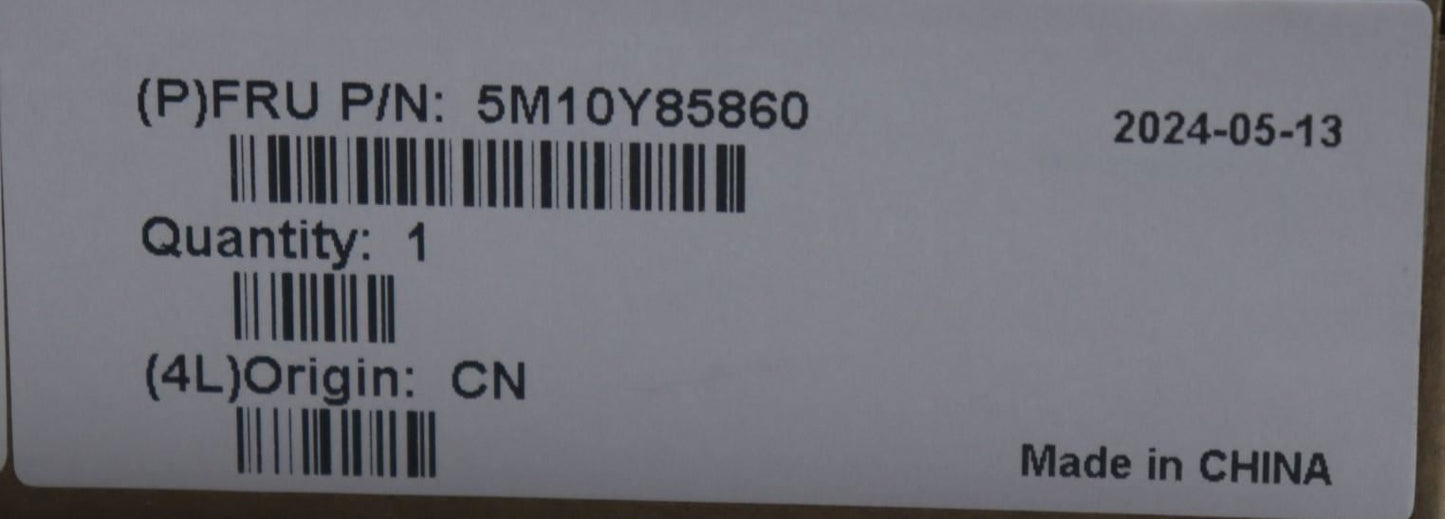 (P)FRU P/N: 5M10Y85860
2024-05-13
Quantity: 1
(4L)Origin: CN
Made in CHINA